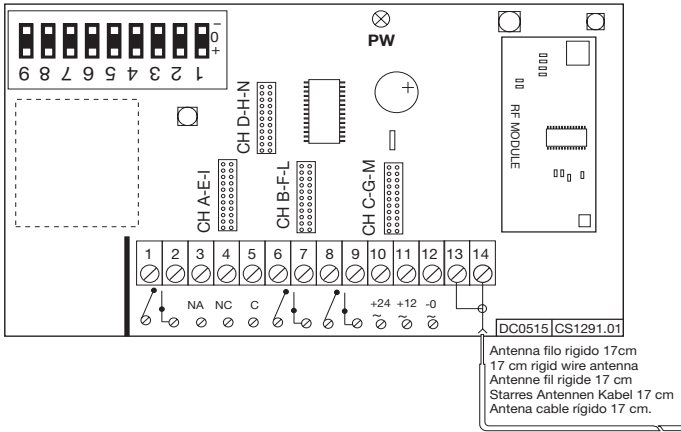 - 0 +
9 8 7 6 5 4 3 2 1
PW
+
CH D-H-N
RF MODULE
CH A-E-I
CH B-F-L
CH C-G-M
1 2 3 4 5 6 7 8 9 10 11 12 13 14
NA NC C +24 +12 -0
~ ~ ~
DC0515 CS1291.01
Antenna filo rigido 17cm
17 cm rigid wire antenna
Antenne fil rigide 17 cm
Starres Antennen Kabel 17 cm
Antena cable rígido 17 cm.